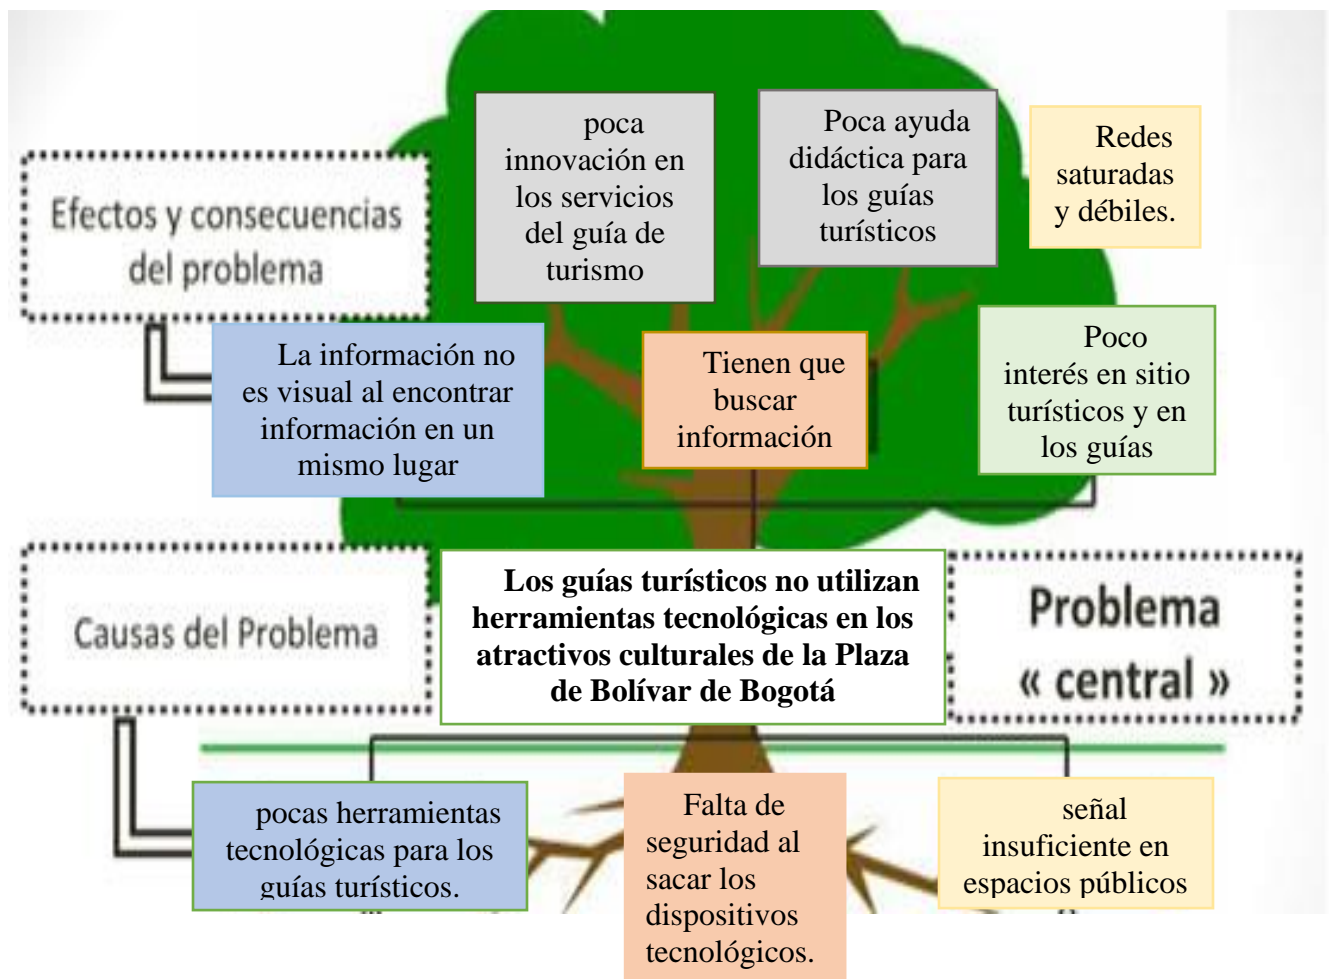 poca
innovación en
los servicios
del guía de
turismo
Poca ayuda
didáctica para
los guías
turísticos
Redes
saturadas
y débiles.
Efectos y consecuencias
del problema
La información no
es visual al encontrar
información en un
mismo lugar
Tienen que
buscar
información
Poco
interés en sitio
turísticos y en
los guías
Causas del Problema
Los guías turísticos no utilizan
herramientas tecnológicas en los
atractivos culturales de la Plaza
de Bolívar de Bogotá
Problema
« central »
pocas herramientas
tecnológicas para los
guías turísticos.
Falta de
seguridad al
sacar los
dispositivos
tecnológicos.
señal
insuficiente en
espacios públicos